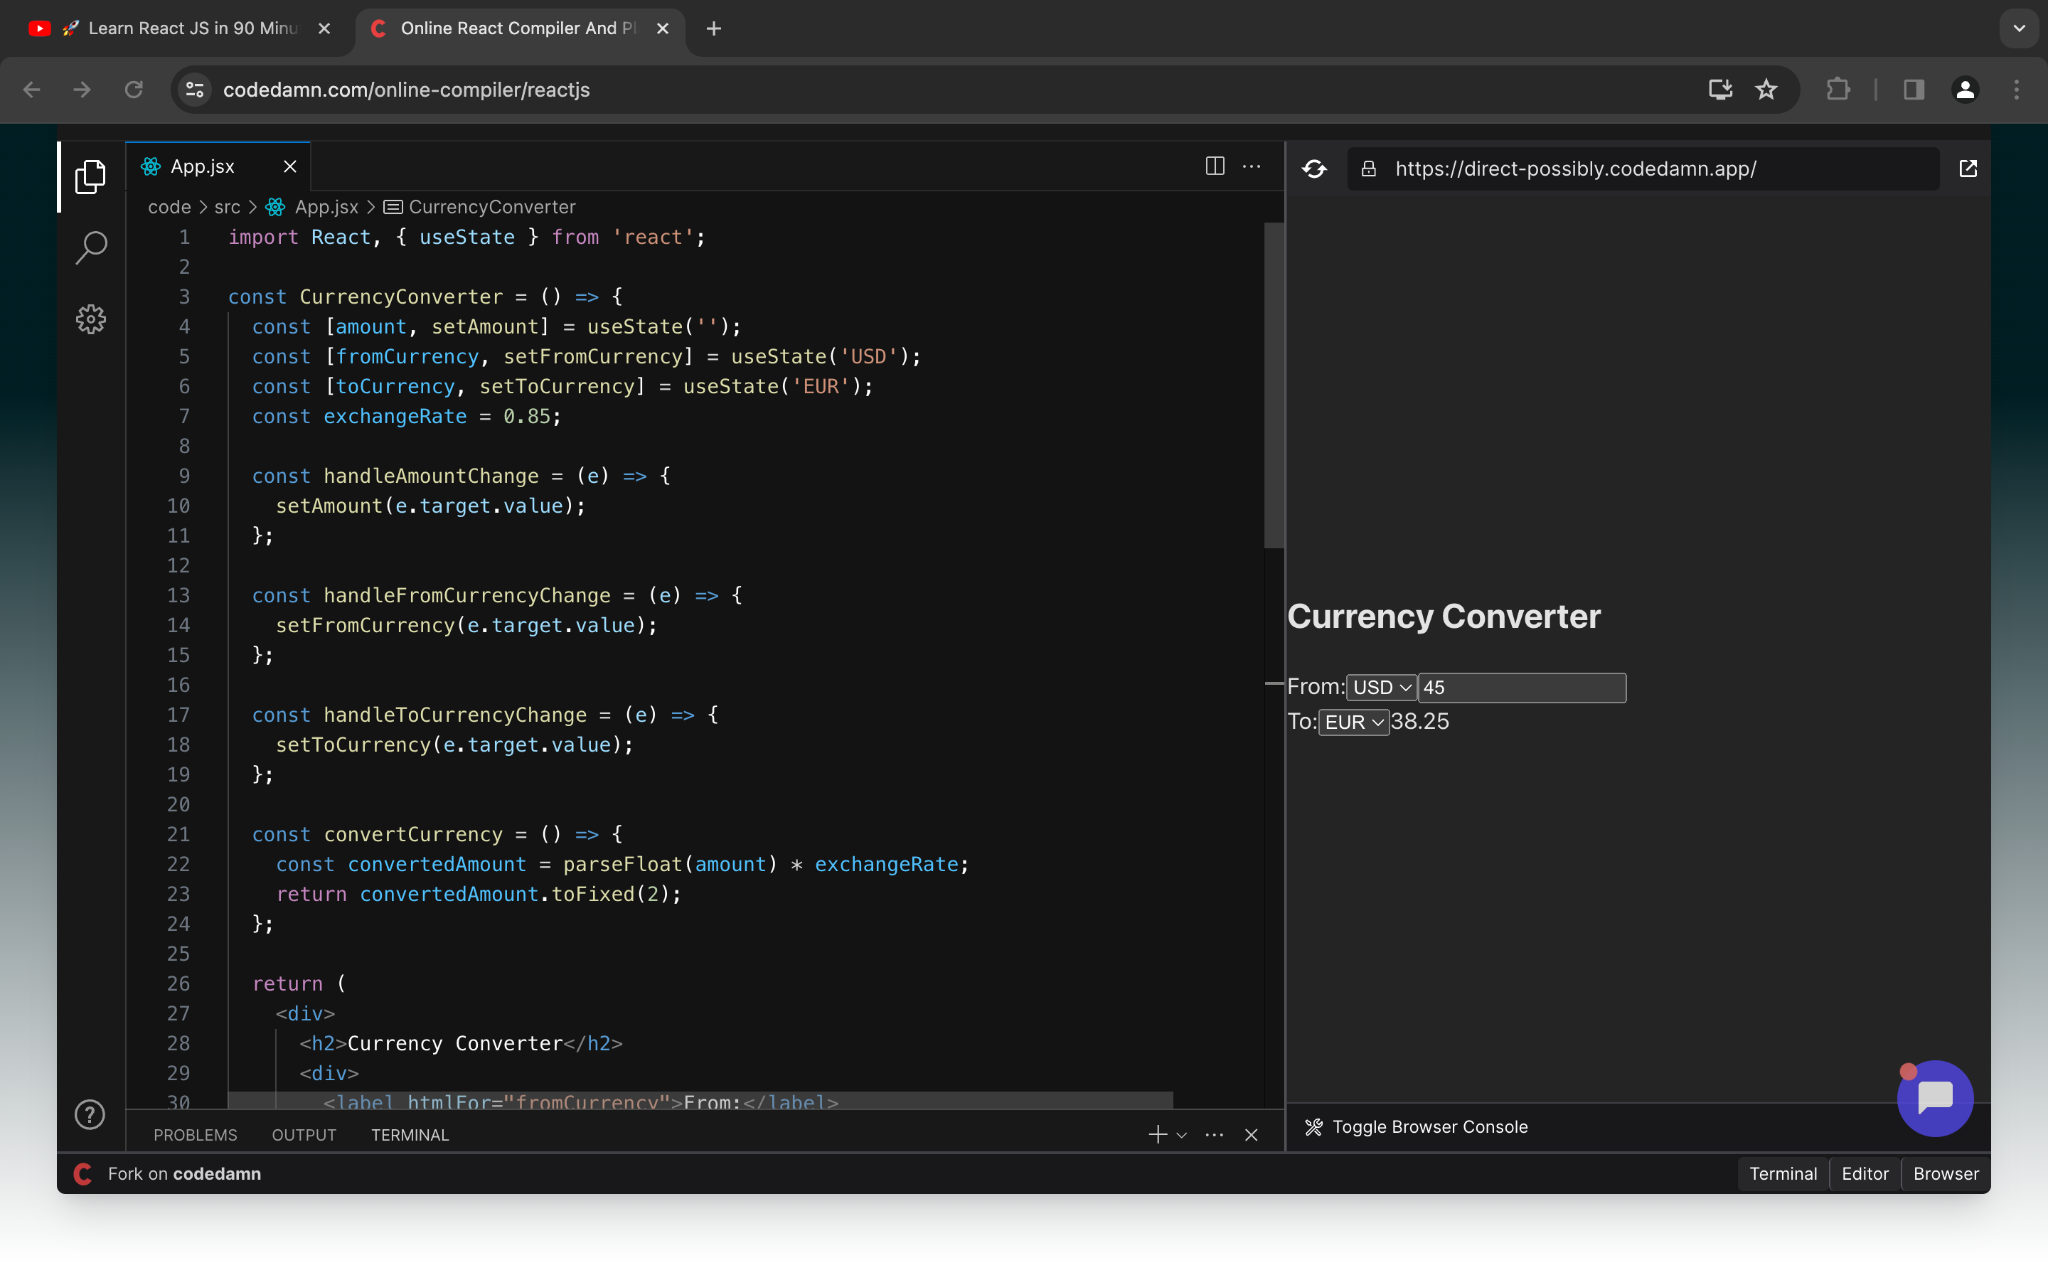 Learn React JS in 90 Minu
Online React Compiler And Pl
codedamn.com/online-compiler/reactjs
App.jsx
code > src > App.jsx > CurrencyConverter
1 import React, { useState } from 'react';
2
3 const CurrencyConverter = () => {
4 const [amount, setAmount] = useState('');
5 const [fromCurrency, setFromCurrency] = useState('USD');
6 const [toCurrency, setToCurrency] = useState('EUR');
7 const exchangeRate = 0.85;
8
9 const handleAmountChange = (e) => {
10 setAmount(e.target.value);
11 };
12
13 const handleFromCurrencyChange = (e) => {
14 setFromCurrency(e.target.value);
15 };
16
17 const handleToCurrencyChange = (e) => {
18 setToCurrency(e.target.value);
19 };
20
21 const convertCurrency = () => {
22 const convertedAmount = parseFloat(amount) * exchangeRate;
23 return convertedAmount.toFixed(2);
24 };
25
26 return (
27 <div>
28 <h2>Currency Converter</h2>
29 <div>
30 <label htmlFor="fromCurrency">From:</label>
PROBLEMS OUTPUT TERMINAL
https://direct-possibly.codedamn.app/
Currency Converter
From: USD 45
To: EUR 38.25
Toggle Browser Console
Fork on codedamn
Terminal Editor Browser